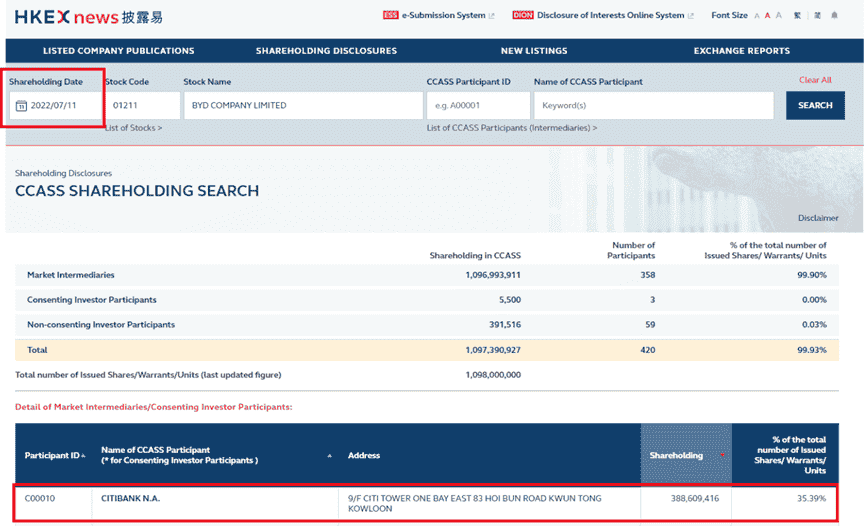 HKEX news 披露易
ESS e-Submission System DION Disclosure of Interests Online System Font Size A A A 繁 简
LISTED COMPANY PUBLICATIONS SHAREHOLDING DISCLOSURES NEW LISTINGS EXCHANGE REPORTS
Shareholding Date Stock Code Stock Name CCASS Participant ID Name of CCASS Participant Clear All
2022/07/11 01211 BYD COMPANY LIMITED e.g. A00001 Keyword(s) SEARCH
List of Stocks > List of CCASS Participants (Intermediaries) >
Shareholding Disclosures
CCASS SHAREHOLDING SEARCH
Disclaimer
Shareholding in CCASS Number of Participants % of the total number of Issued Shares/ Warrants/ Units
Market Intermediaries 1,096,993,911 358 99.90%
Consenting Investor Participants 5,500 3 0.00%
Non-consenting Investor Participants 391,516 59 0.03%
Total 1,097,390,927 420 99.93%
Total number of Issued Shares/Warrants/Units (last updated figure) 1,098,000,000
Detail of Market Intermediaries/Consenting Investor Participants:
Participant ID Name of CCASS Participant (* for Consenting Investor Participants ) Address Shareholding % of the total number of Issued Shares/ Warrants/ Units
C00010 CITIBANK N.A. 9/F CITI TOWER ONE BAY EAST 83 HOI BUN ROAD KWUN TONG KOWLOON 388,609,416 35.39%